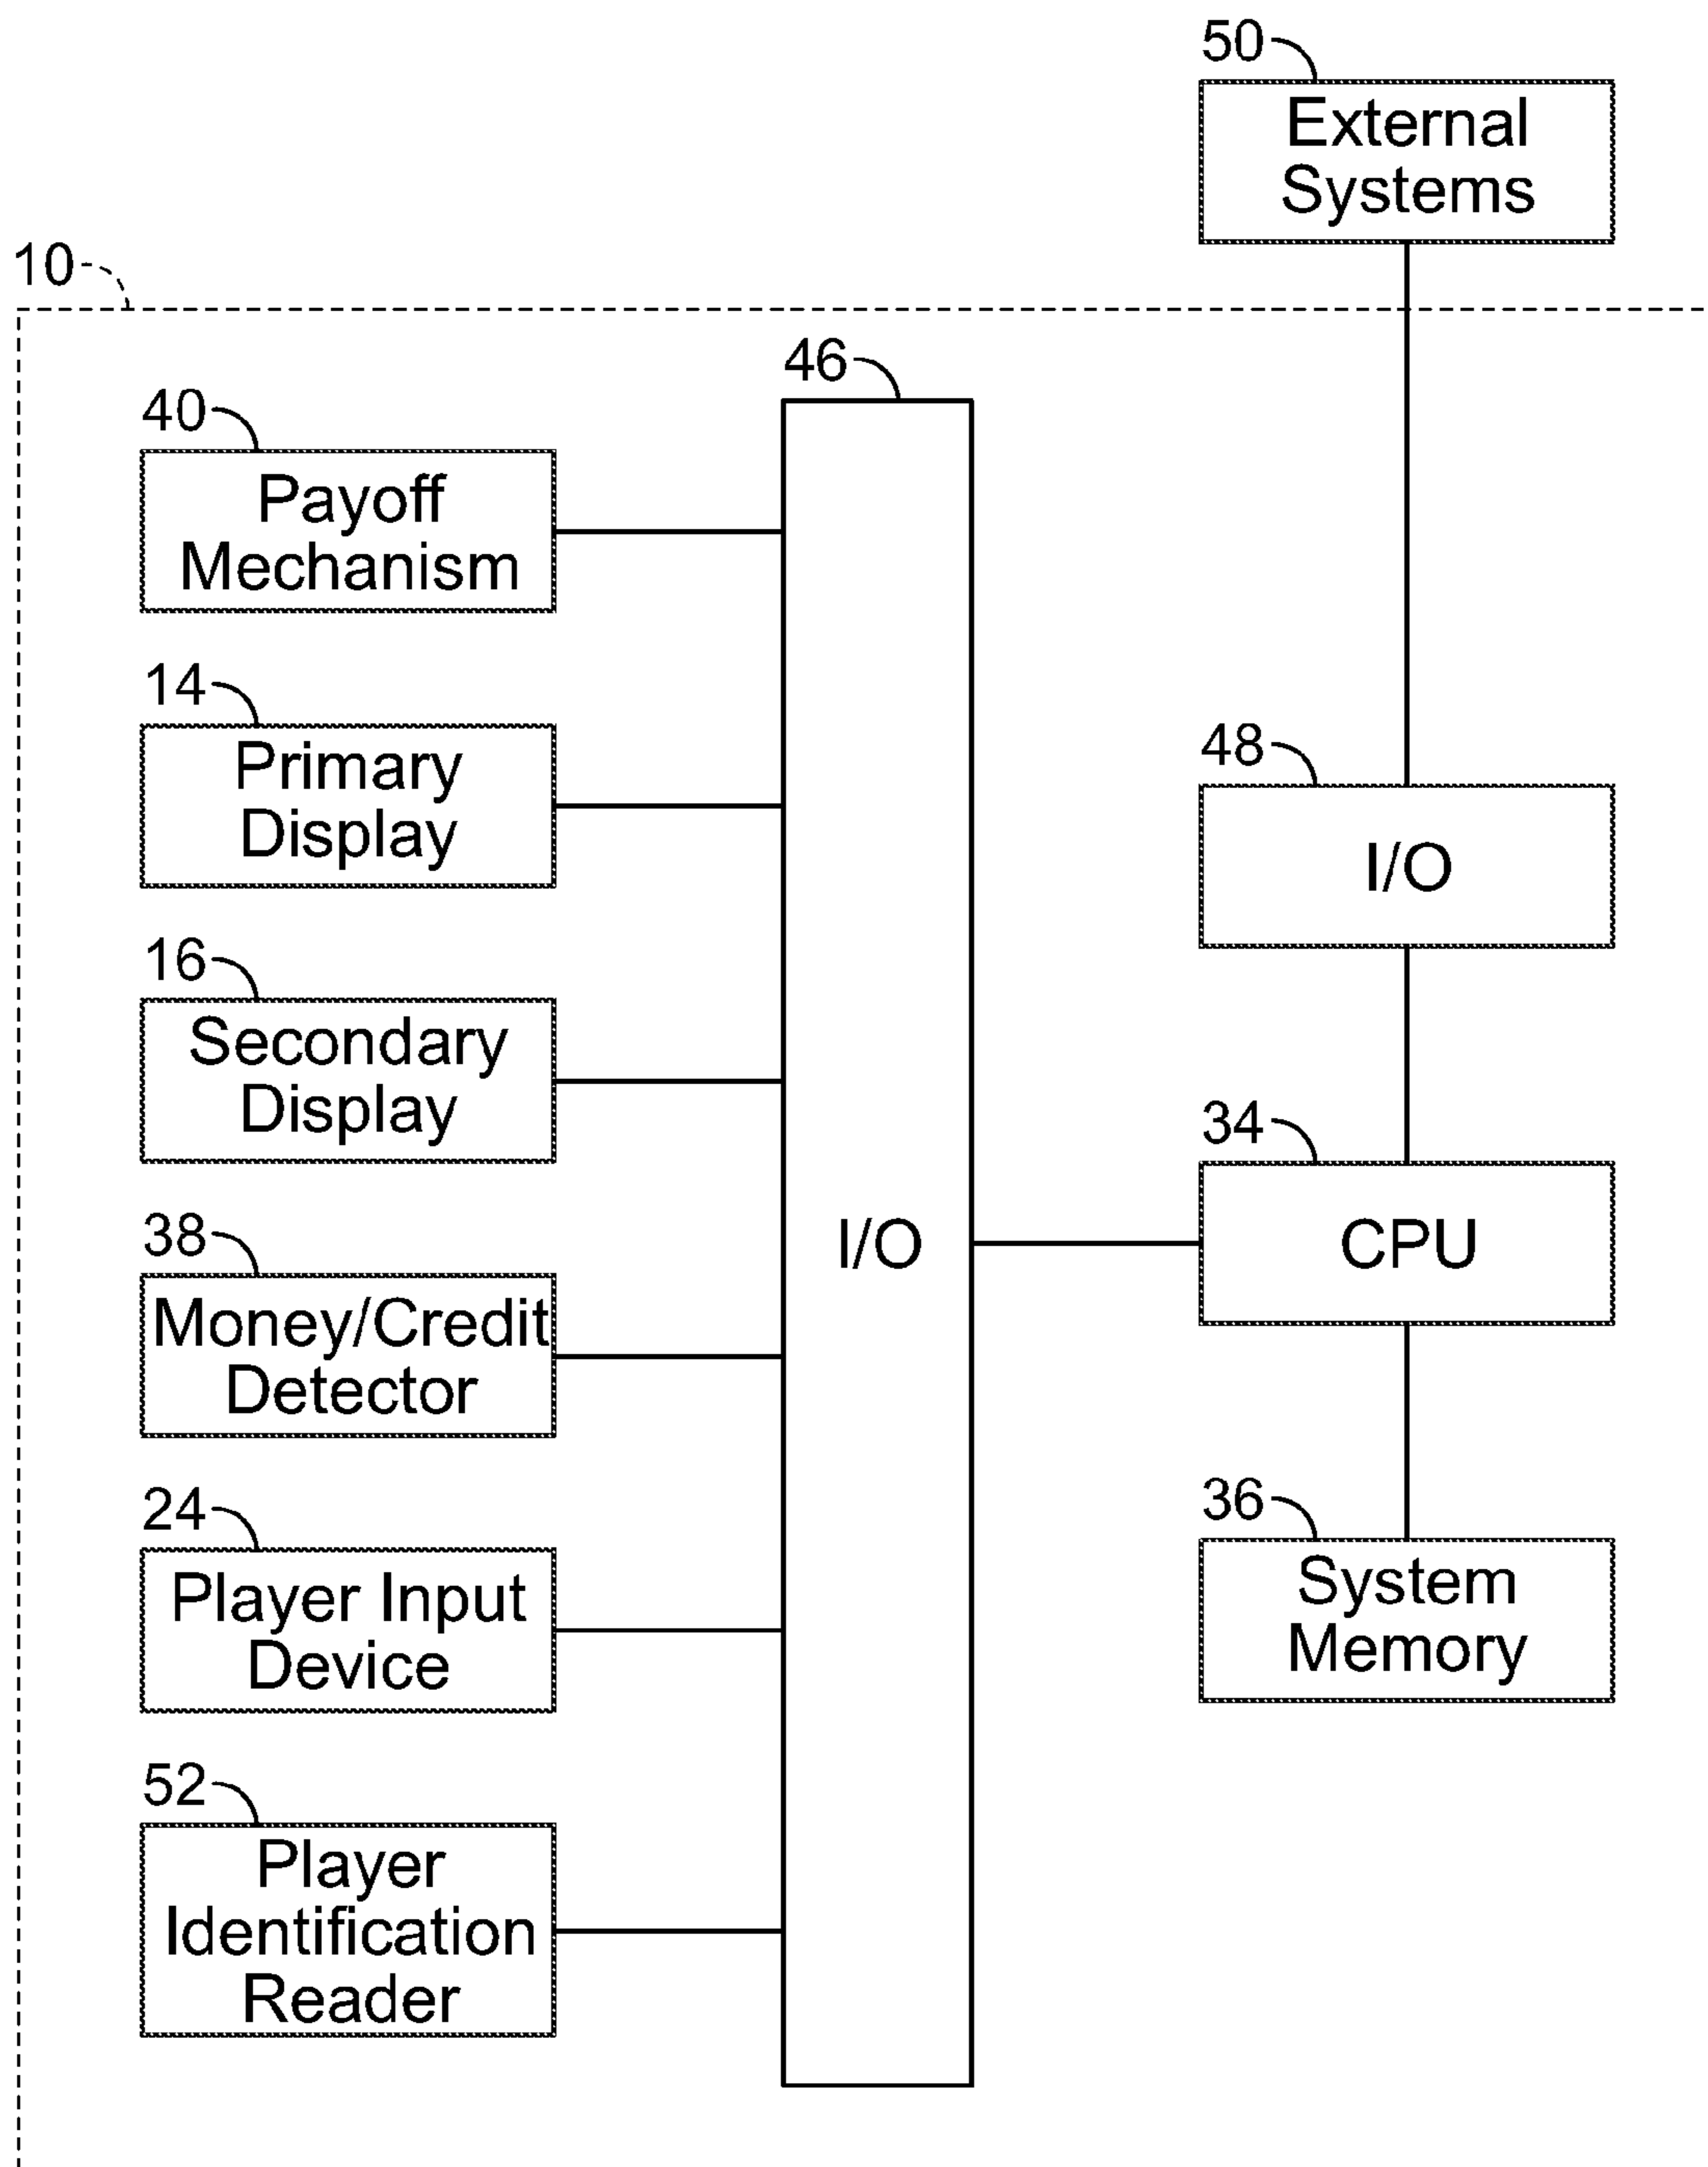 50
External
Systems
10
46
40
Payoff
Mechanism
14
Primary
Display
48
I/O
16
Secondary
Display
34
CPU
38
Money/Credit
Detector
I/O
24
Player Input
Device
36
System
Memory
52
Player
Identification
Reader